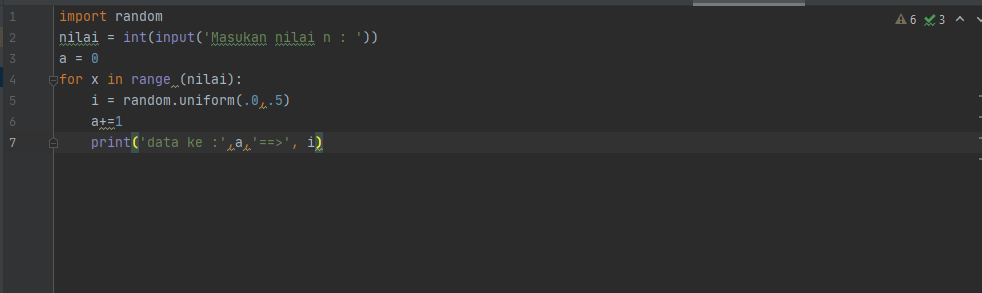 6 3
1 import random
2 nilai = int(input('Masukan nilai n : '))
3 a = 0
4 for x in range (nilai):
5     i = random.uniform(.0,.5)
6     a+=1
7     print('data ke :',a,'==>', i)